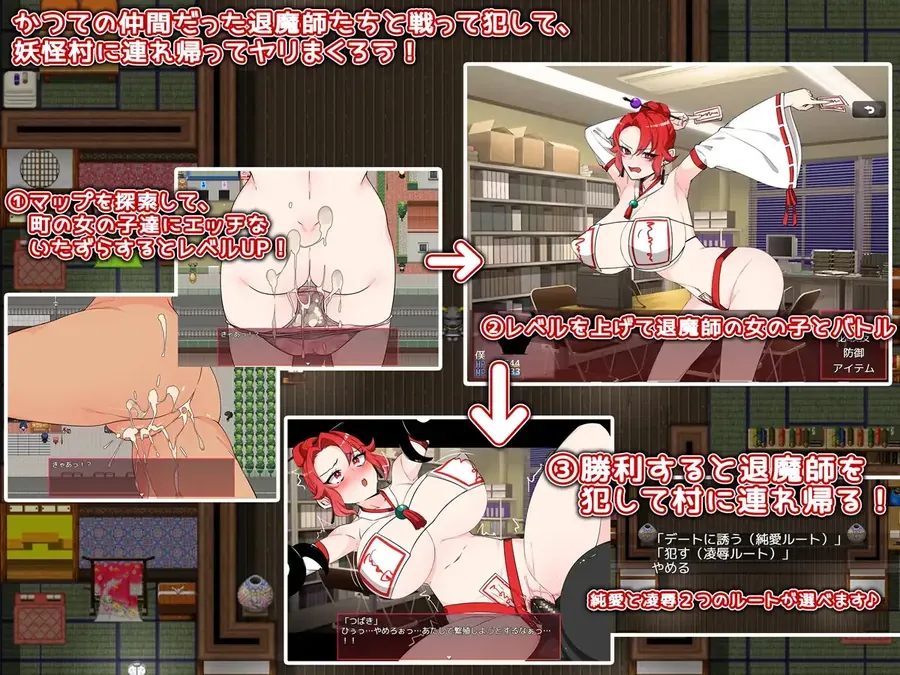 かつての仲間だった退魔師たちと戦って犯して、
妖怪村に連れ帰ってヤリまくろう！
①マップを探索して、
町の女の子達にエッチな
いたずらするとレベルUP！
きゃあっ！？
きゃあっ！？
②レベルを上げて退魔師の女の子とバトル
僕
防御
アイテム
③勝利すると退魔師を
犯して村に連れ帰る！
「デートに誘う（純愛ルート）」
「犯す（凌辱ルート）」
やめる
純愛と凌辱２つのルートが選べます♪
「つばき」
ひぅっ…やめろぉっ…あたしで繁殖しようとするなぁっ…
！！